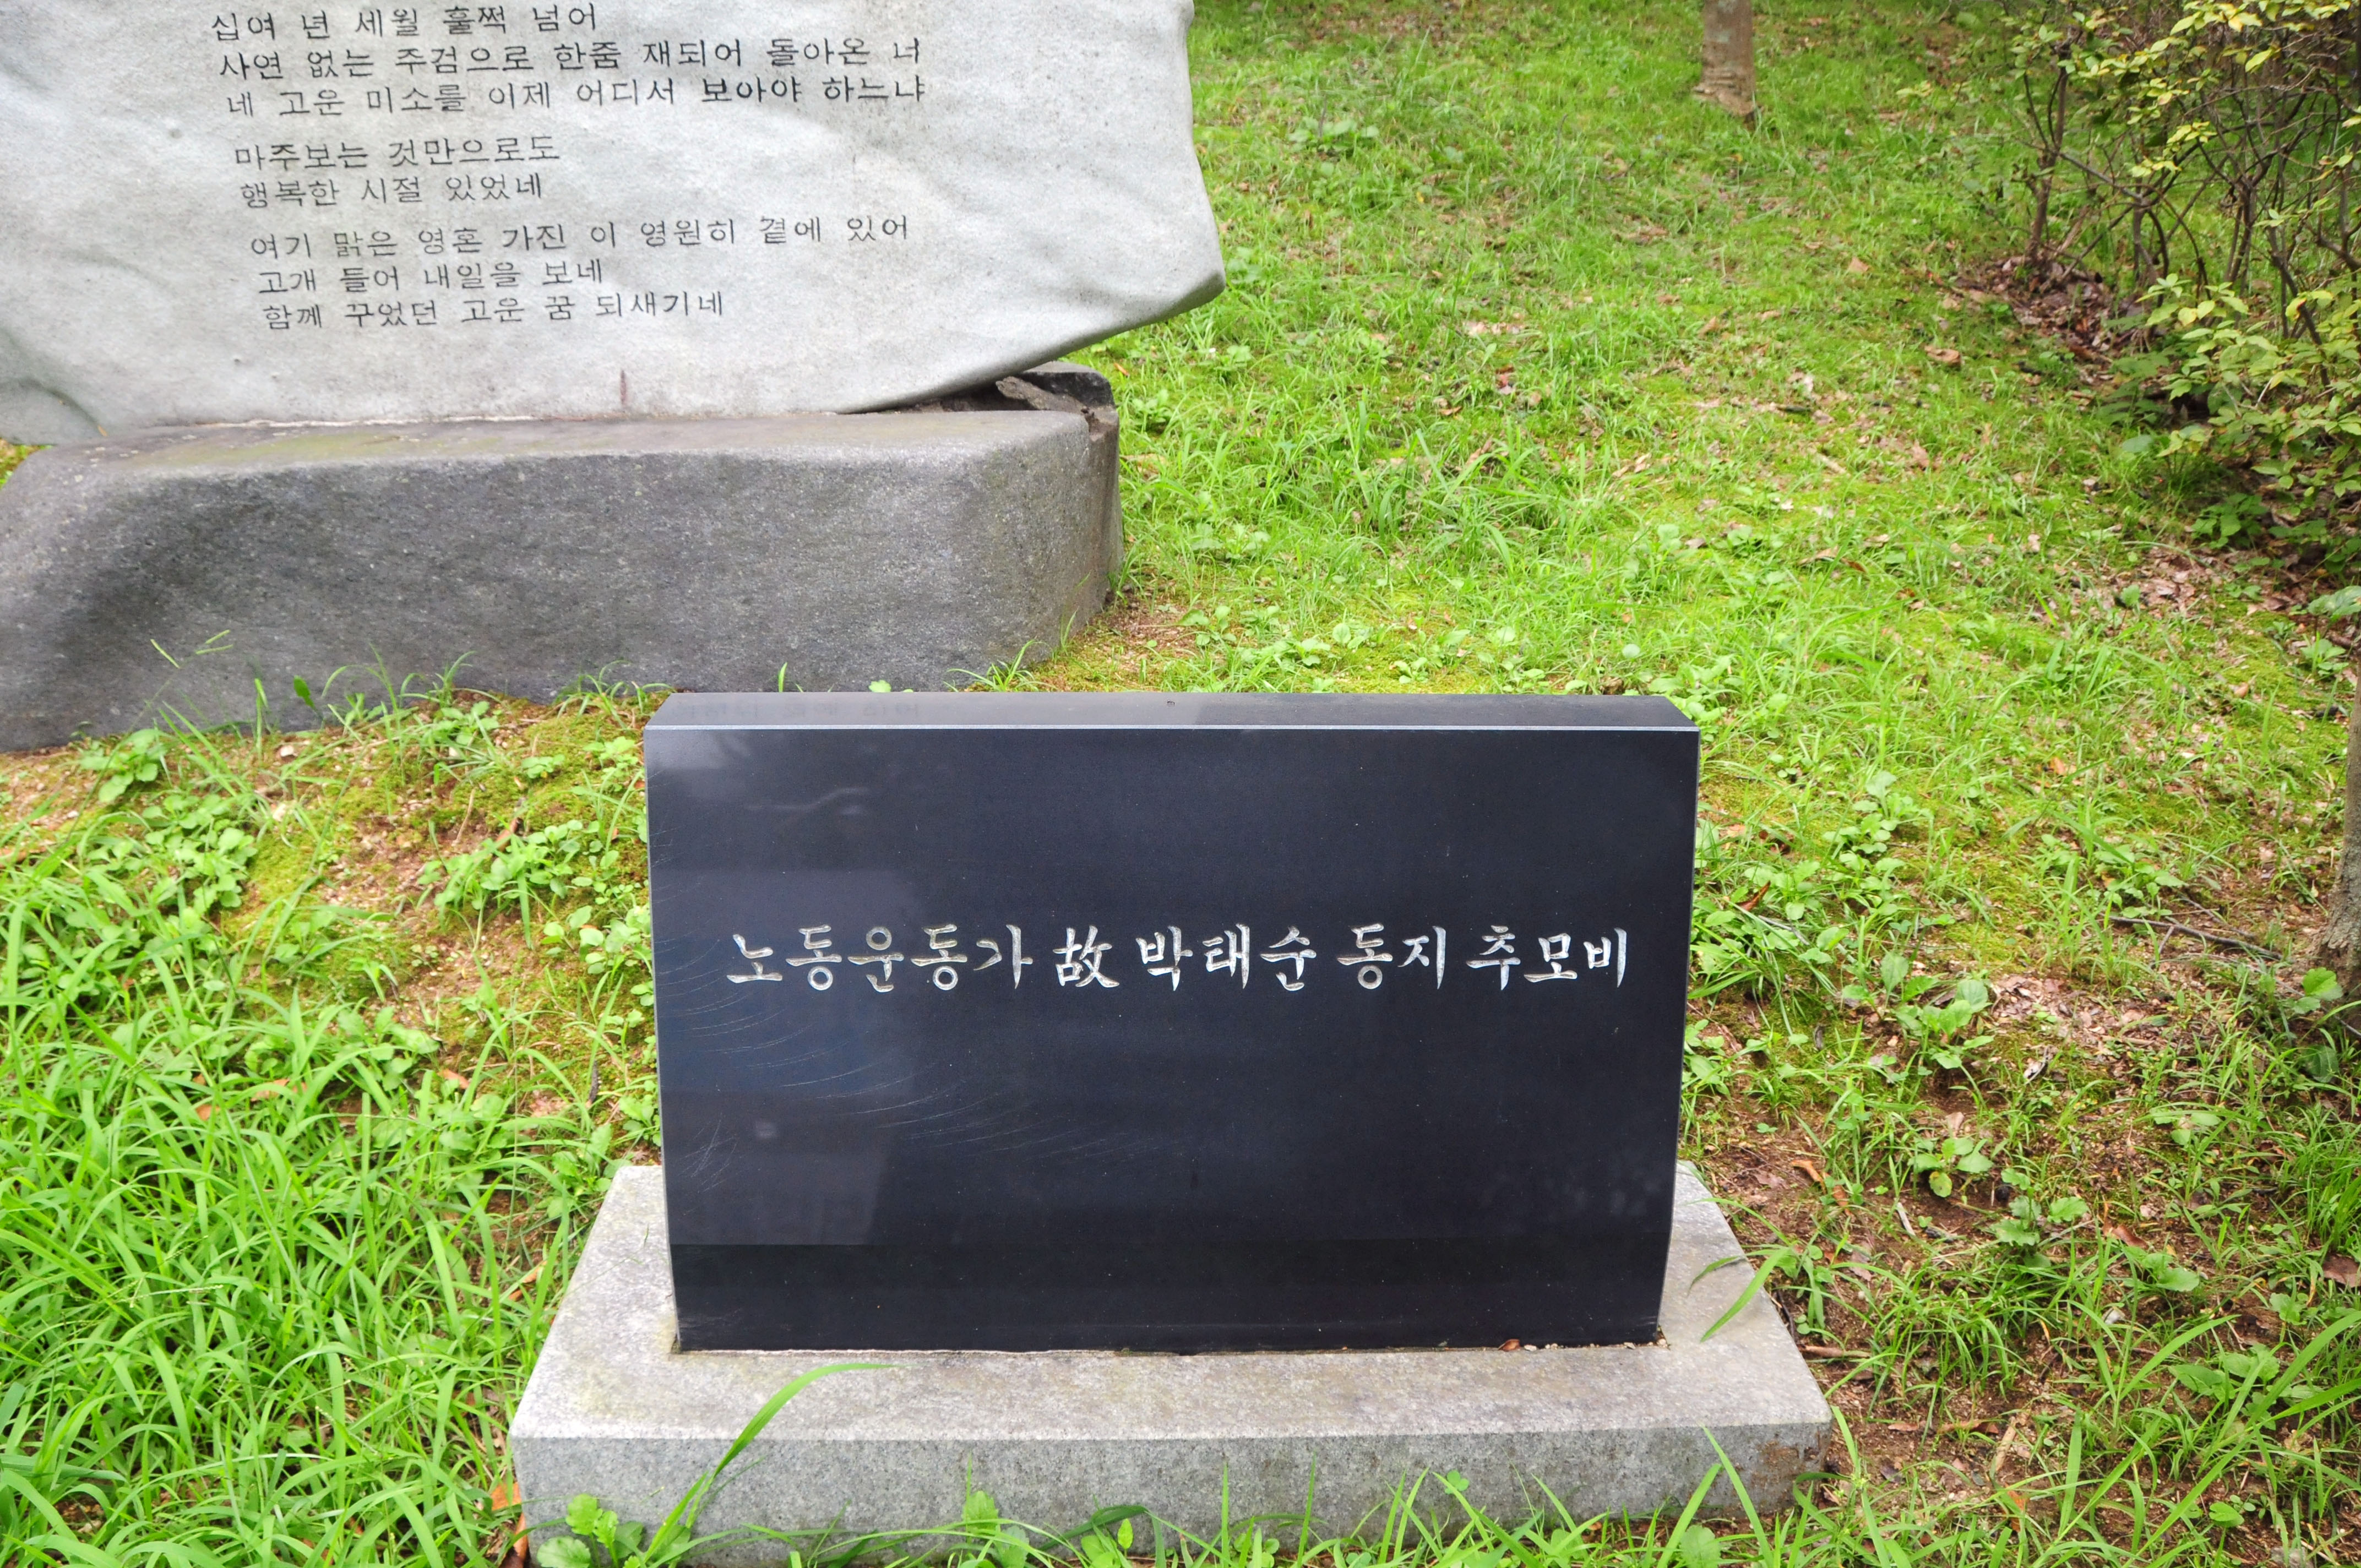 십여 년 세월 훌쩍 넘어
사연 없는 주검으로 한줌 재되어 돌아온 너
네 고운 미소를 이제 어디서 보아야 하느냐
마주보는 것만으로도
행복한 시절 있었네
여기 맑은 영혼 가진 이 영원히 곁에 있어
고개 들어 내일을 보네
함께 꾸었던 고운 꿈 되새기네
노동운동가 故 박태순 동지 추모비